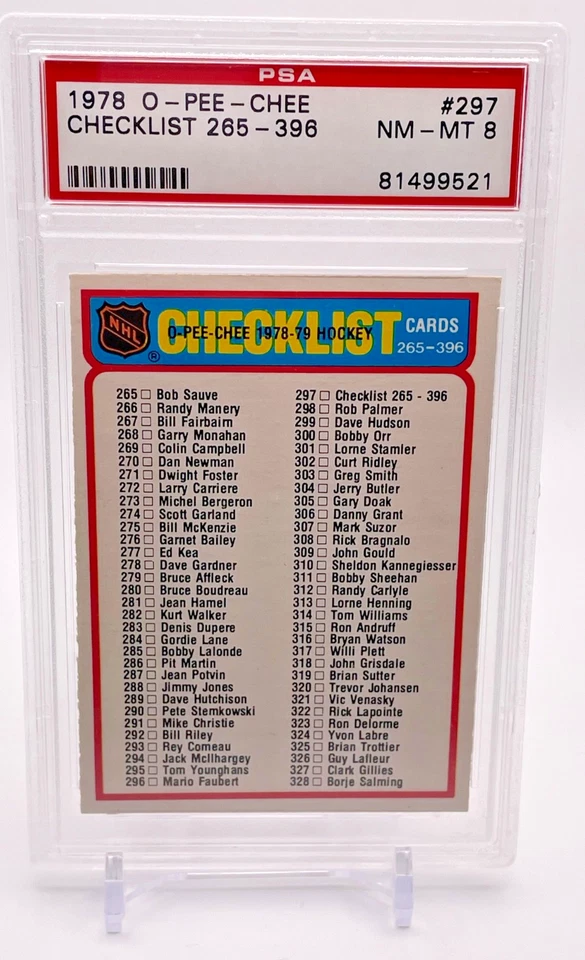 PSA
1978 O-PEE-CHEE #297
CHECKLIST 265-396 NM-MT 8
81499521
NHL
®
CHECKLIST CARDS
O-PEE-CHEE 1978-79 HOCKEY
265-396
265 Bob Sauve
266 Randy Manery
267 Bill Fairbairn
268 Garry Monahan
269 Colin Campbell
270 Dan Newman
271 Dwight Foster
272 Larry Carriere
273 Michel Bergeron
274 Scott Garland
275 Bill McKenzie
276 Garnet Bailey
277 Ed Kea
278 Dave Gardner
279 Bruce Affleck
280 Bruce Boudreau
281 Jean Hamel
282 Kurt Walker
283 Denis Dupere
284 Gordie Lane
285 Bobby Lalonde
286 Pit Martin
287 Jean Potvin
288 Jimmy Jones
289 Dave Hutchison
290 Pete Stemkowski
291 Mike Christie
292 Bill Riley
293 Rey Comeau
294 Jack McIlhargey
295 Tom Younghans
296 Mario Faubert
297 Checklist 265 - 396
298 Rob Palmer
299 Dave Hudson
300 Bobby Orr
301 Lorne Stamler
302 Curt Ridley
303 Greg Smith
304 Jerry Butler
305 Gary Doak
306 Danny Grant
307 Mark Suzor
308 Rick Bragnalo
309 John Gould
310 Sheldon Kannegiesser
311 Bobby Sheehan
312 Randy Carlyle
313 Lorne Henning
314 Tom Williams
315 Ron Andruff
316 Bryan Watson
317 Willi Plett
318 John Grisdale
319 Brian Sutter
320 Trevor Johansen
321 Vic Venasky
322 Rick Lapointe
323 Ron Delorme
324 Yvon Labre
325 Brian Trottier
326 Guy Lafleur
327 Clark Gillies
328 Borje Salming